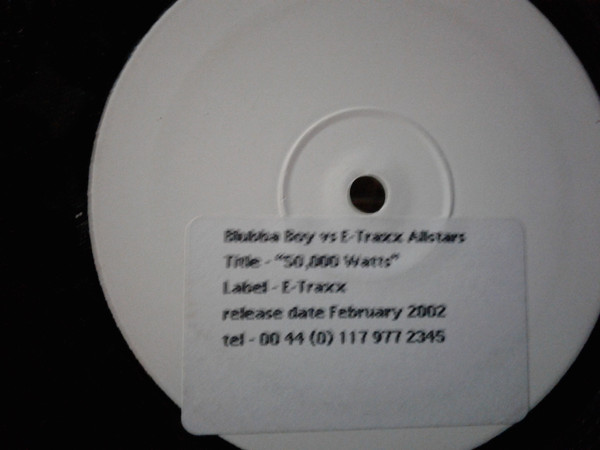 Blubba Boy vs E-Traxx Allstars
Title - "50,000 Watts"
Label - E-Traxx
release date February 2002
tel - 00 44 (0) 117 977 2345